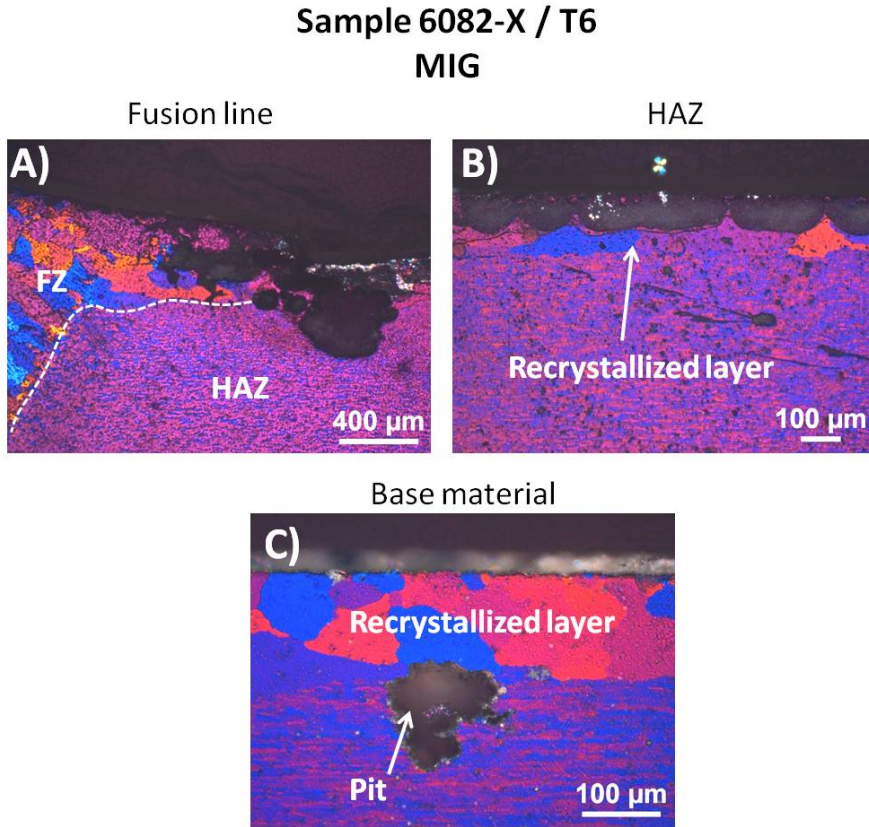 Sample 6082-X / T6
MIG
Fusion line
HAZ
A)
FZ
HAZ
400 µm
B)
Recrystallized layer
100 µm
Base material
C)
Recrystallized layer
Pit
100 µm